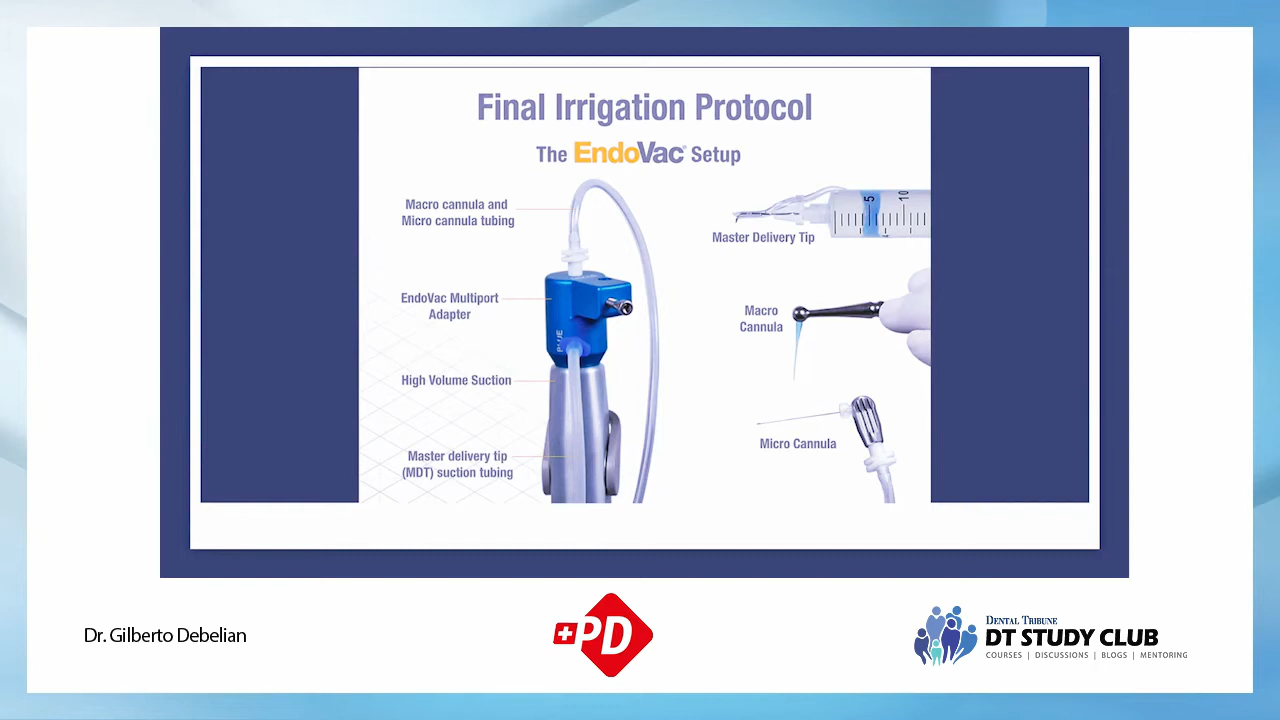 Final Irrigation Protocol
The EndoVac® Setup
Macro cannula and
Micro cannula tubing
EndoVac Multiport
Adapter
High Volume Suction
Master delivery tip
(MDT) suction tubing
5
10
Master Delivery Tip
Macro
Cannula
Micro Cannula
Dr. Gilberto Debelian
PD
DENTAL TRIBUNE
DT STUDY CLUB
COURSES | DISCUSSIONS | BLOGS | MENTORING